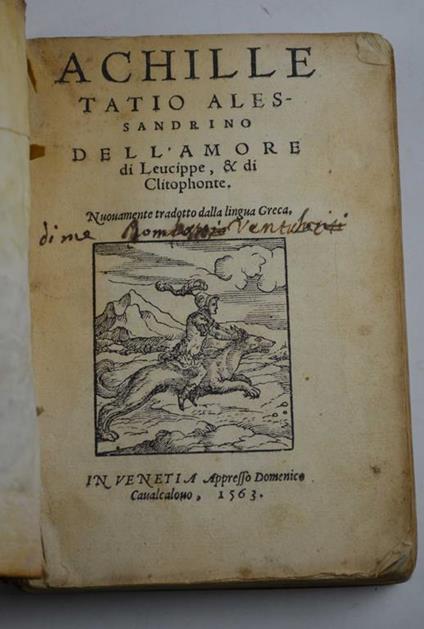 ACHILLE
TATIO ALES-
SANDRINO
DELL'AMORE
di Leucippe, & di
Clitophonte.
Nuouamente tradotto dalla lingua Greca.
di me
IN VENETIA Appresso Domenico
Caualcalouo, 1563.